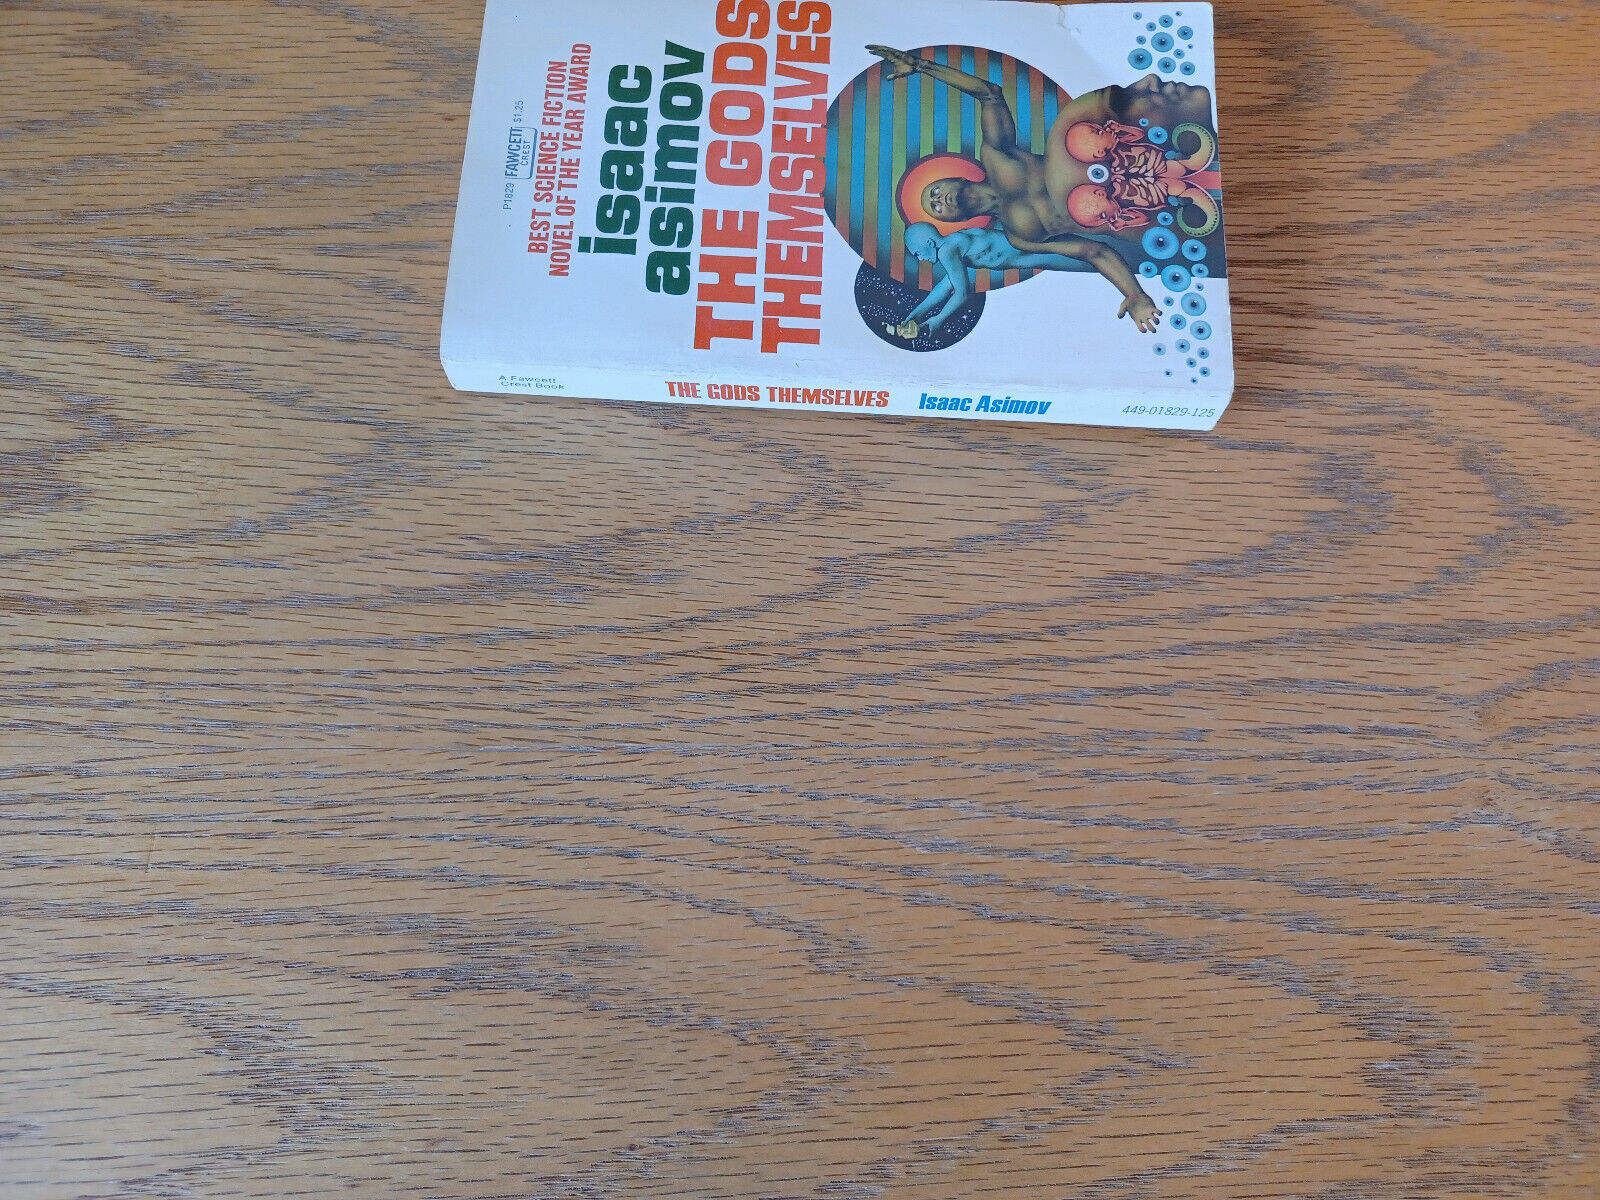 P1829 FAWCETT CREST $1.25
BEST SCIENCE FICTION
NOVEL OF THE YEAR AWARD
isaac
asimov
THE GODS
THEMSELVES
A Fawcett
Crest Book
THE GODS THEMSELVES
Isaac Asimov
449-01829-125